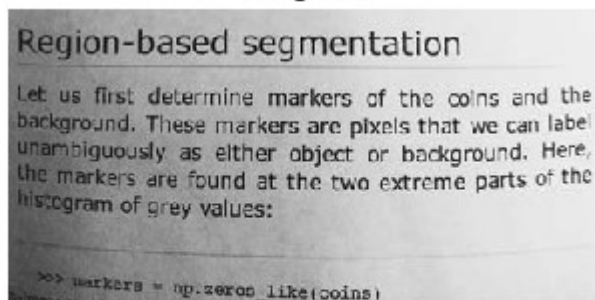 Region-based segmentation
Let us first determine markers of the coins and the
background. These markers are pixels that we can label
unambiguously as either object or background. Here,
the markers are found at the two extreme parts of the
histogram of grey values:
>>> markers = np.zeros_like(coins)